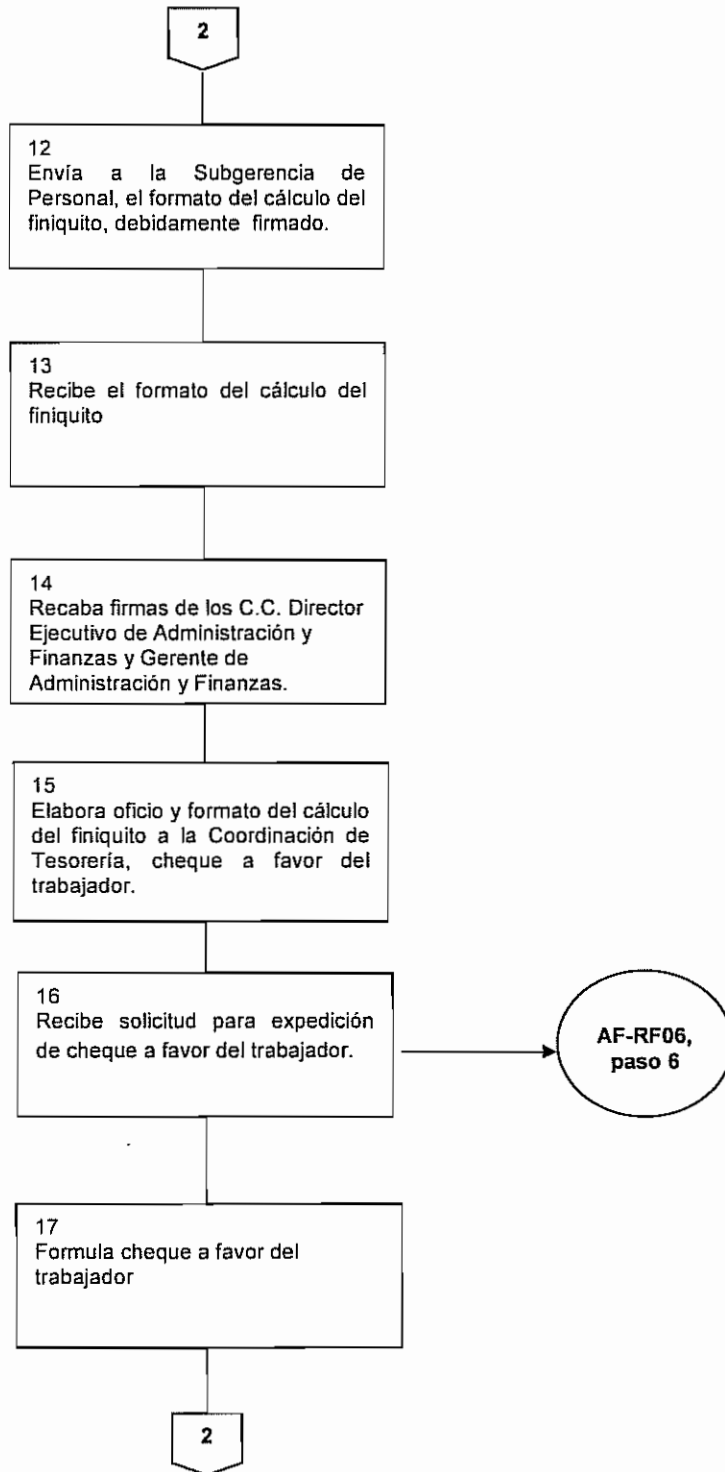 2
12
Envía a la Subgerencia de
Personal, el formato del cálculo del
finiquito, debidamente firmado.
13
Recibe el formato del cálculo del
finiquito
14
Recaba firmas de los C.C. Director
Ejecutivo de Administración y
Finanzas y Gerente de
Administración y Finanzas.
15
Elabora oficio y formato del cálculo
del finiquito a la Coordinación de
Tesorería, cheque a favor del
trabajador.
16
Recibe solicitud para expedición
de cheque a favor del trabajador.
AF-RF06,
paso 6
17
Formula cheque a favor del
trabajador
2